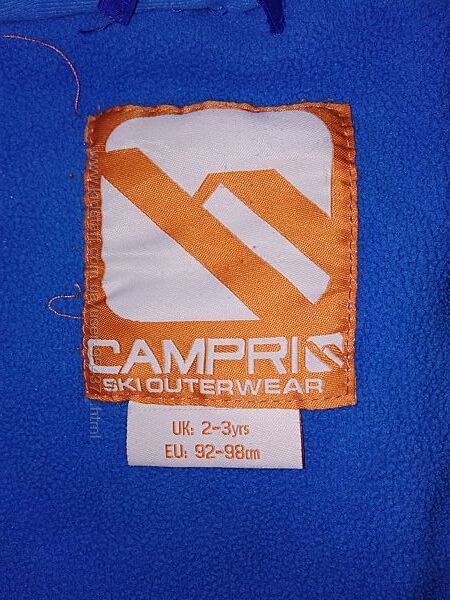 CAMPRI
SKI OUTERWEAR
UK: 2-3yrs
EU: 92-98cm